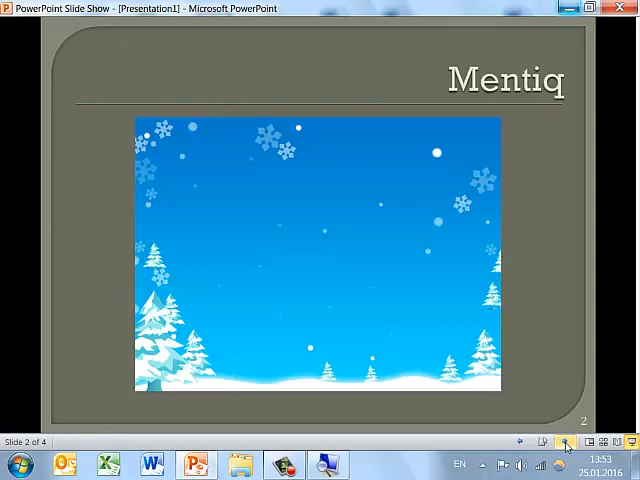 PowerPoint Slide Show - [Presentation1] - Microsoft PowerPoint
Mentiq
2
Slide 2 of 4
EN
13:53
25.01.2016